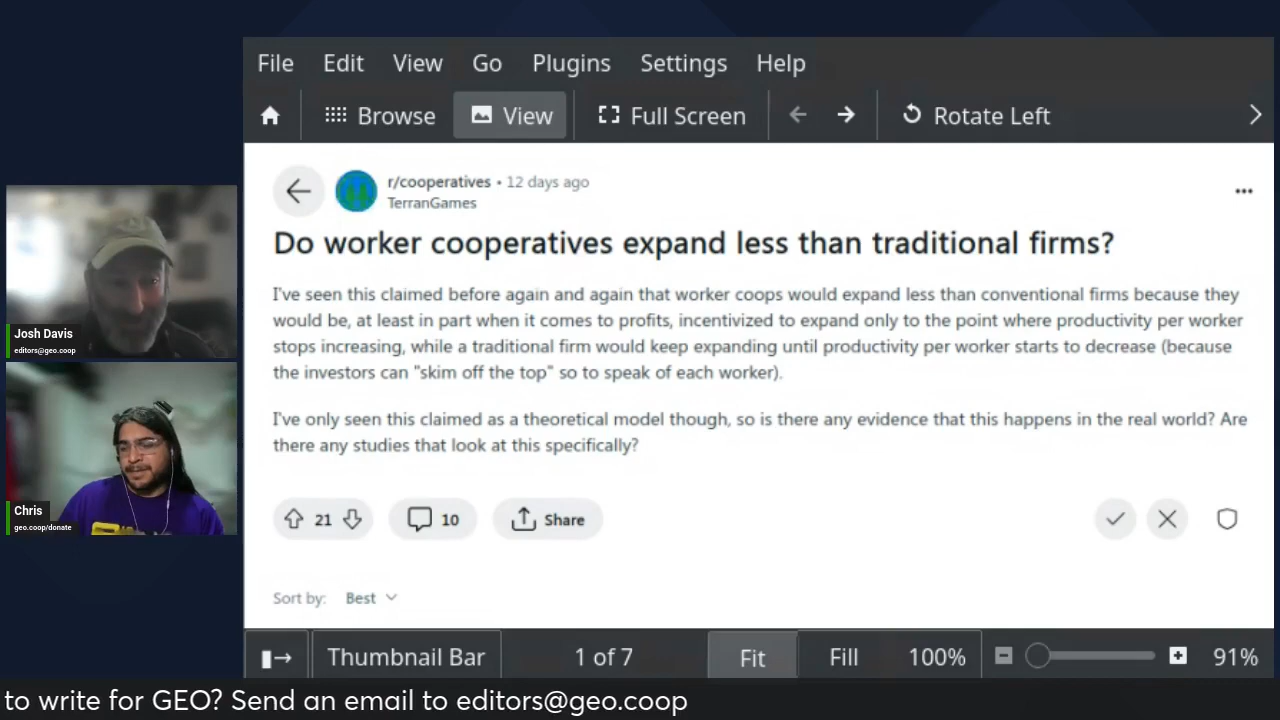 File Edit View Go Plugins Settings Help
Browse View Full Screen Rotate Left
r/cooperatives • 12 days ago
TerranGames
Do worker cooperatives expand less than traditional firms?
I've seen this claimed before again and again that worker coops would expand less than conventional firms because they
would be, at least in part when it comes to profits, incentivized to expand only to the point where productivity per worker
stops increasing, while a traditional firm would keep expanding until productivity per worker starts to decrease (because
the investors can "skim off the top" so to speak of each worker).
I've only seen this claimed as a theoretical model though, so is there any evidence that this happens in the real world? Are
there any studies that look at this specifically?
21 10 Share
Sort by: Best
Thumbnail Bar 1 of 7 Fit Fill 100% 91%
Josh Davis
editors@geo.coop
Chris
geo.coop/donate
to write for GEO? Send an email to editors@geo.coop